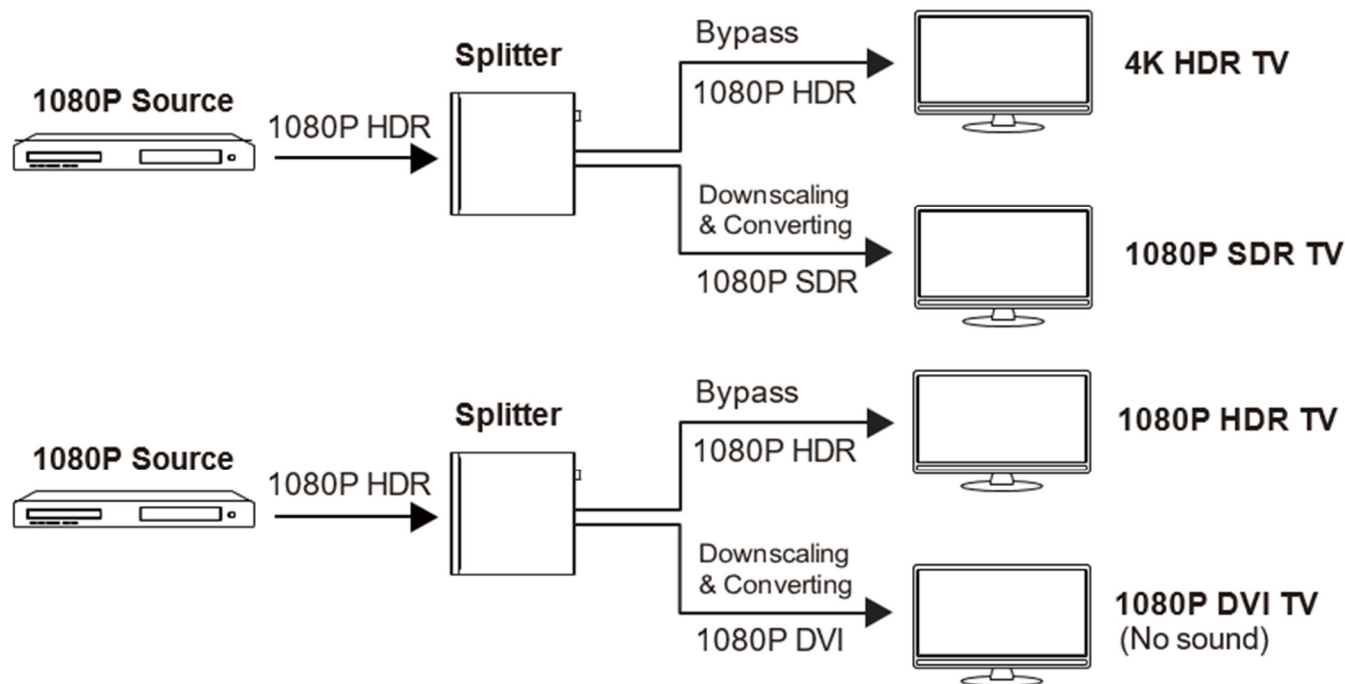 Bypass
Splitter
4K HDR TV
1080P Source
1080P HDR
1080P HDR
Downscaling
& Converting
1080P SDR TV
1080P SDR
Bypass
Splitter
1080P HDR TV
1080P Source
1080P HDR
1080P HDR
Downscaling
& Converting
1080P DVI TV
1080P DVI
(No sound)